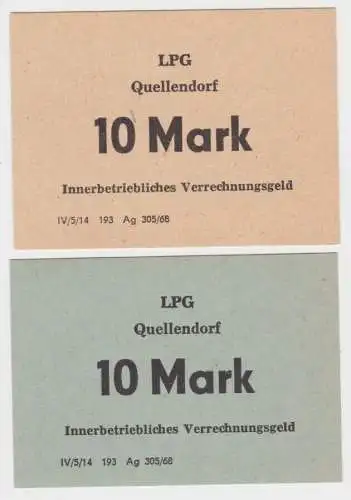 LPG
Quellendorf
10 Mark
Innerbetriebliches Verrechnungsgeld
IV/5/14 193 Ag 305/68
LPG
Quellendorf
10 Mark
Innerbetriebliches Verrechnungsgeld
IV/5/14 193 Ag 305/68